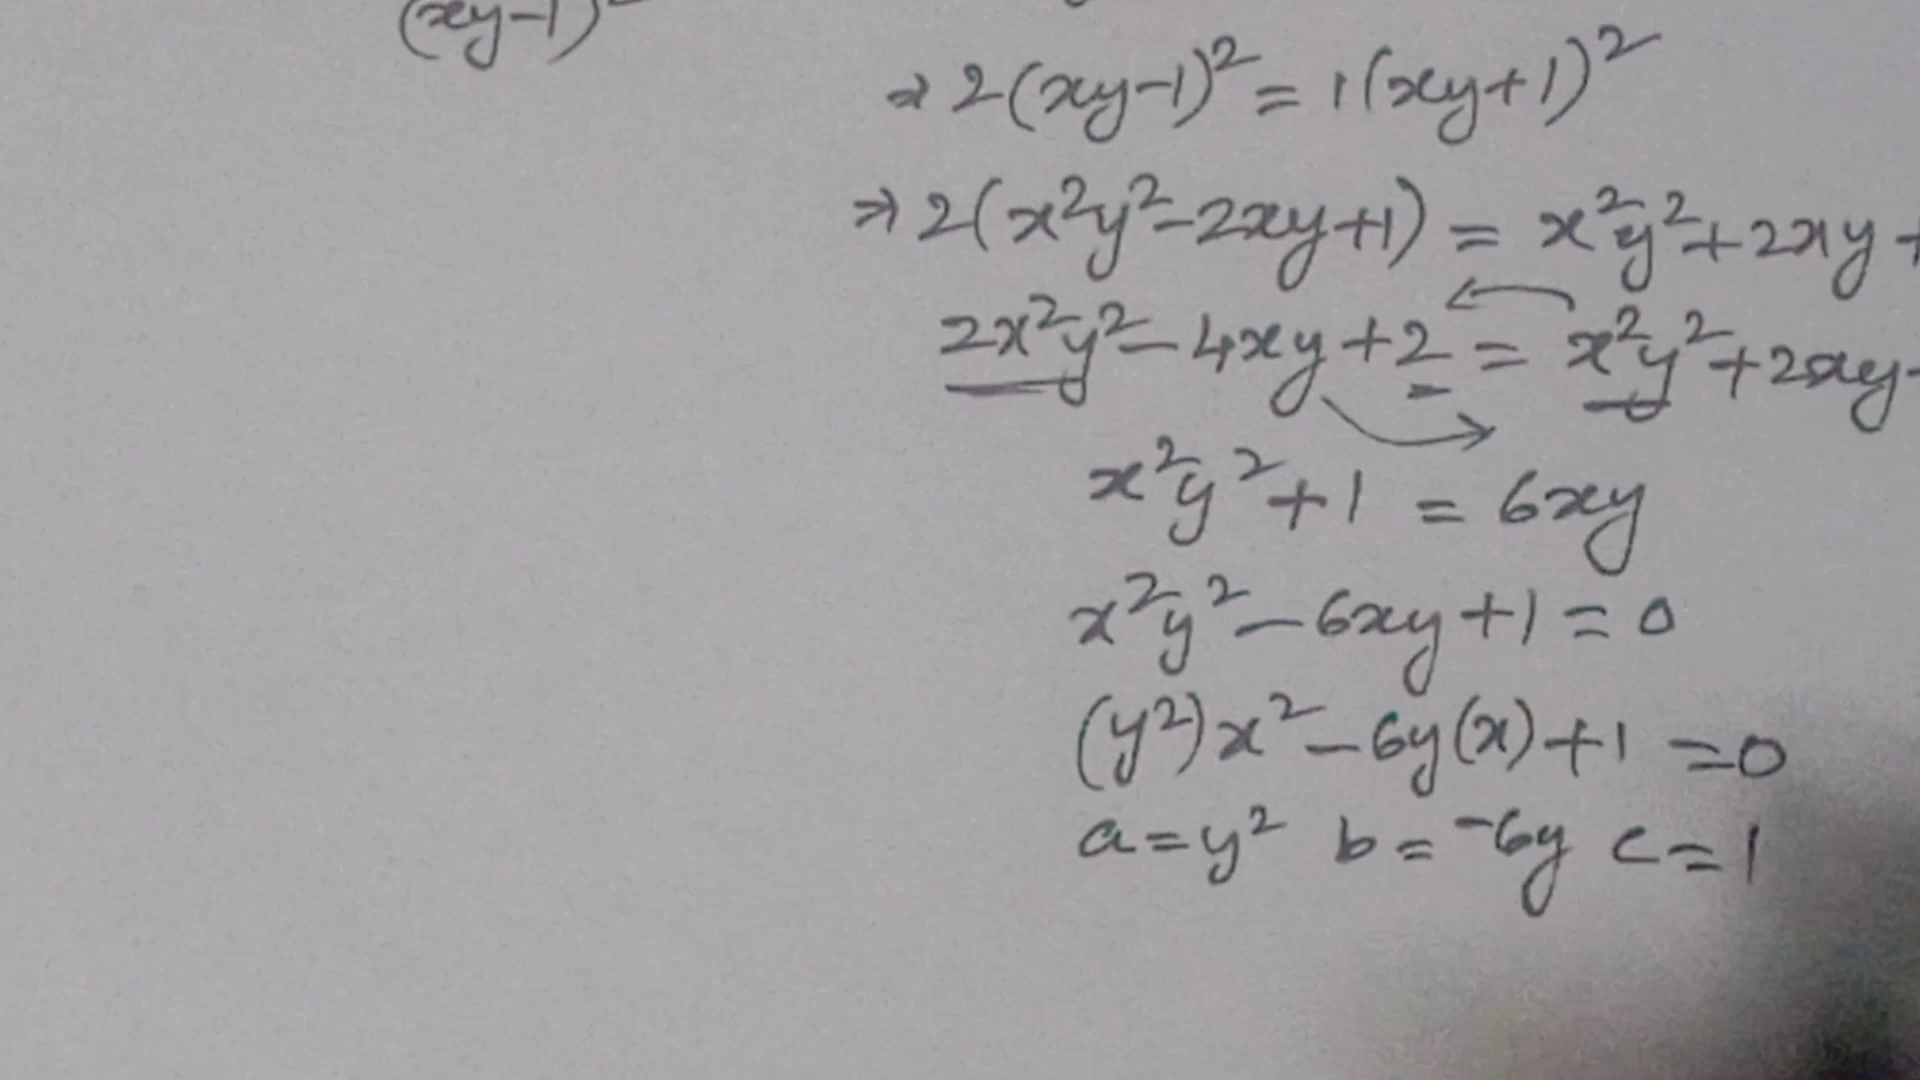 (xy-1)²
⇒ 2(xy-1)² = 1(xy+1)²
⇒ 2(x²y²-2xy+1) = x²y²+2xy+
2x²y²-4xy+2 = x²y²+2xy-
x²y²+1 = 6xy
x²y²-6xy+1=0
(y²)x²-6y(x)+1=0
a=y² b=-6y c=1